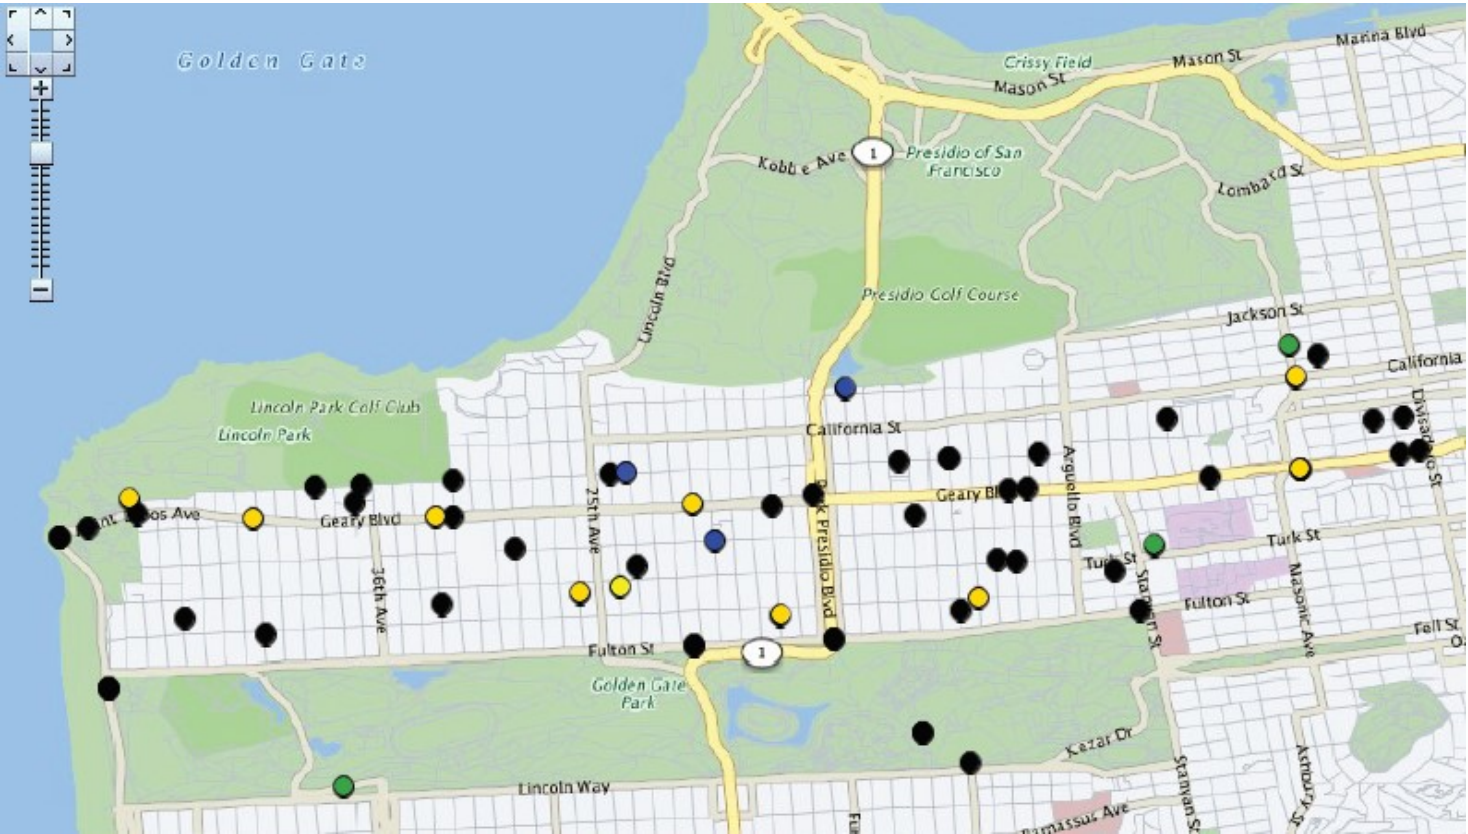 Golden Gate
Marina Blvd
Crissy Field
Mason St
Mason St
Kobbe Ave
1
Presidio of San
Francisco
Lombard St
Lincoln Blvd
Presidio Golf Course
Jackson St
California
Lincoln Park Golf Club
Lincoln Park
California St
Divisadero St
Arguello Blvd
Geary
Park Presidio Blvd
25th Ave
Ave
Geary Blvd
36th Ave
Turk St
Turk St
Stanyan St
Masonic Ave
Fulton St
Fell St
Fulton St
1
Golden Gate
Park
Kezar Dr
Lincoln Way
Stanyan St
Ashbury St
Parnassus Ave
Fu